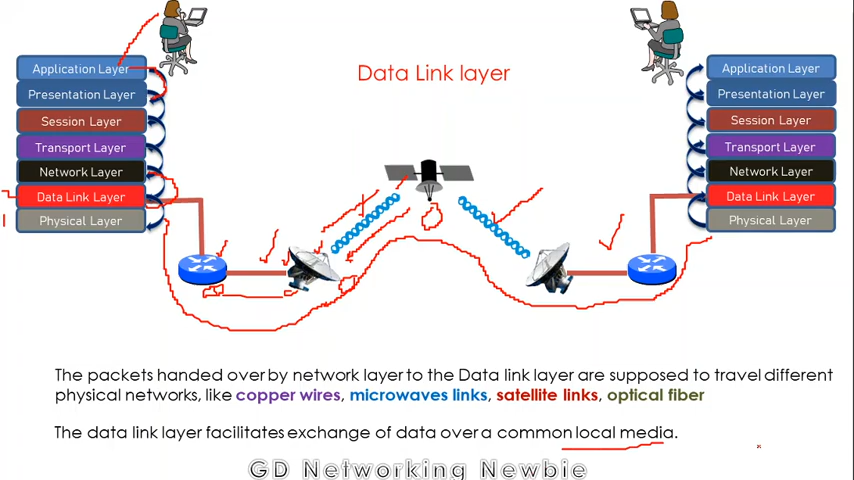 Data Link layer
Application Layer
Presentation Layer
Session Layer
Transport Layer
Network Layer
Data Link Layer
Physical Layer
Application Layer
Presentation Layer
Session Layer
Transport Layer
Network Layer
Data Link Layer
Physical Layer
The packets handed over by network layer to the Data link layer are supposed to travel different
physical networks, like copper wires, microwaves links, satellite links, optical fiber
The data link layer facilitates exchange of data over a common local media.
GD Networking Newbie